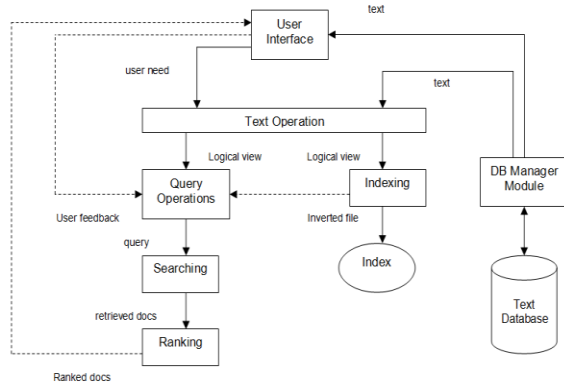 text
User
Interface
user need
text
Text Operation
Logical view
Logical view
Query
Operations
Indexing
DB Manager
Module
User feedback
Inverted file
query
Searching
Index
Text
Database
retrieved docs
Ranking
Ranked docs